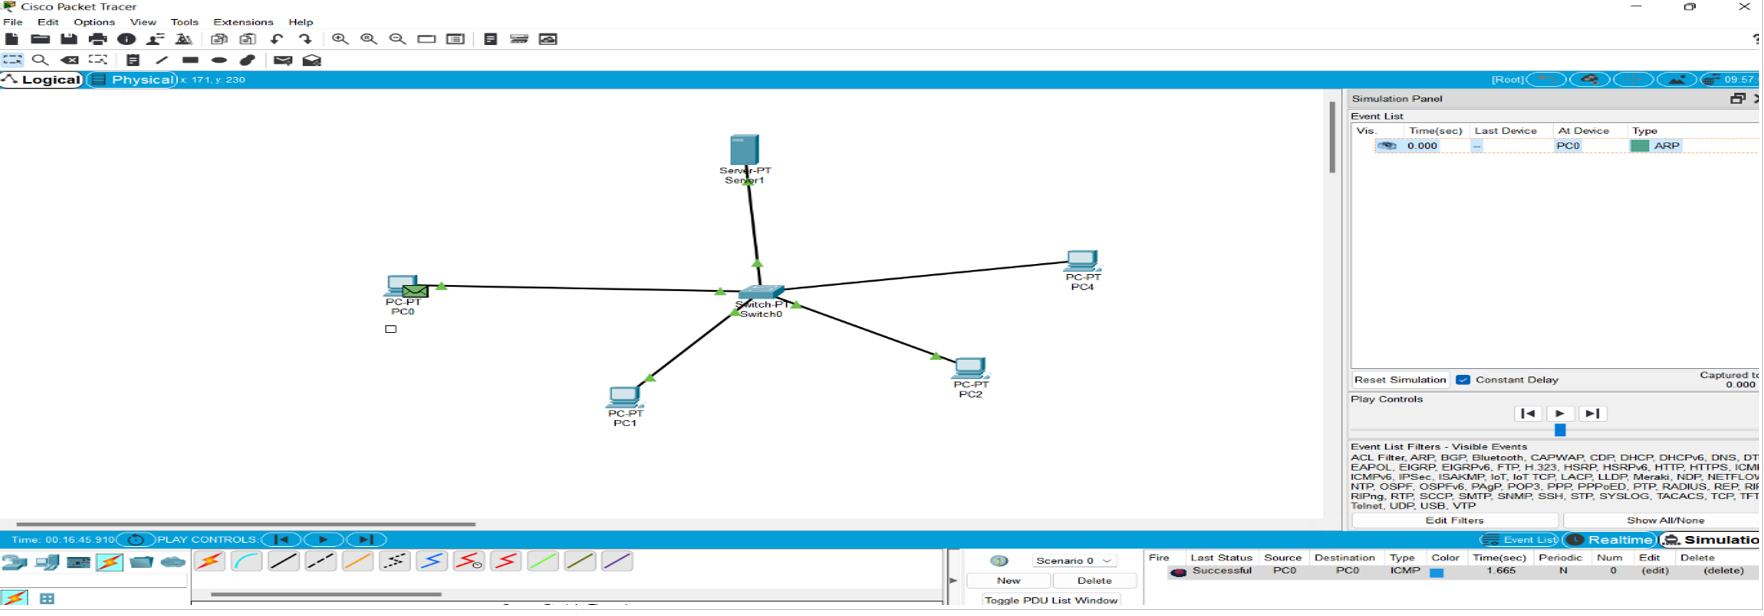 Cisco Packet Tracer
File Edit Options View Tools Extensions Help
Logical Physical x: 171, y: 230 [Root] 09:57:
Simulation Panel
Event List
Vis. Time(sec) Last Device At Device Type
0.000 -- PC0 ARP
Server-PT
Server1
PC-PT
PC4
PC-PT
PC0
Switch-PT
Switch0
PC-PT
PC2
PC-PT
PC1
Reset Simulation Constant Delay Captured to
0.000
Play Controls
Event List Filters - Visible Events
ACL Filter, ARP, BGP, Bluetooth, CAPWAP, CDP, DHCP, DHCPv6, DNS, DT
EAPOL, EIGRP, EIGRPv6, FTP, H.323, HSRP, HSRPv6, HTTP, HTTPS, ICM
ICMPv6, IPSec, ISAKMP, IoT, IoT TCP, LACP, LLDP, Meraki, NDP, NETFLOW
NTP, OSPF, OSPFv6, PAgP, POP3, PPP, PPPoED, PTP, RADIUS, REP, RIP
RIPng, RTP, SCCP, SMTP, SNMP, SSH, STP, SYSLOG, TACACS, TCP, TFT
Telnet, UDP, USB, VTP
Edit Filters Show All/None
Time: 00:16:45.910 PLAY CONTROLS: Event List Realtime Simulatio
Scenario 0
New Delete
Toggle PDU List Window
Fire Last Status Source Destination Type Color Time(sec) Periodic Num Edit Delete
Successful PC0 PC0 ICMP 1.665 N 0 (edit) (delete)